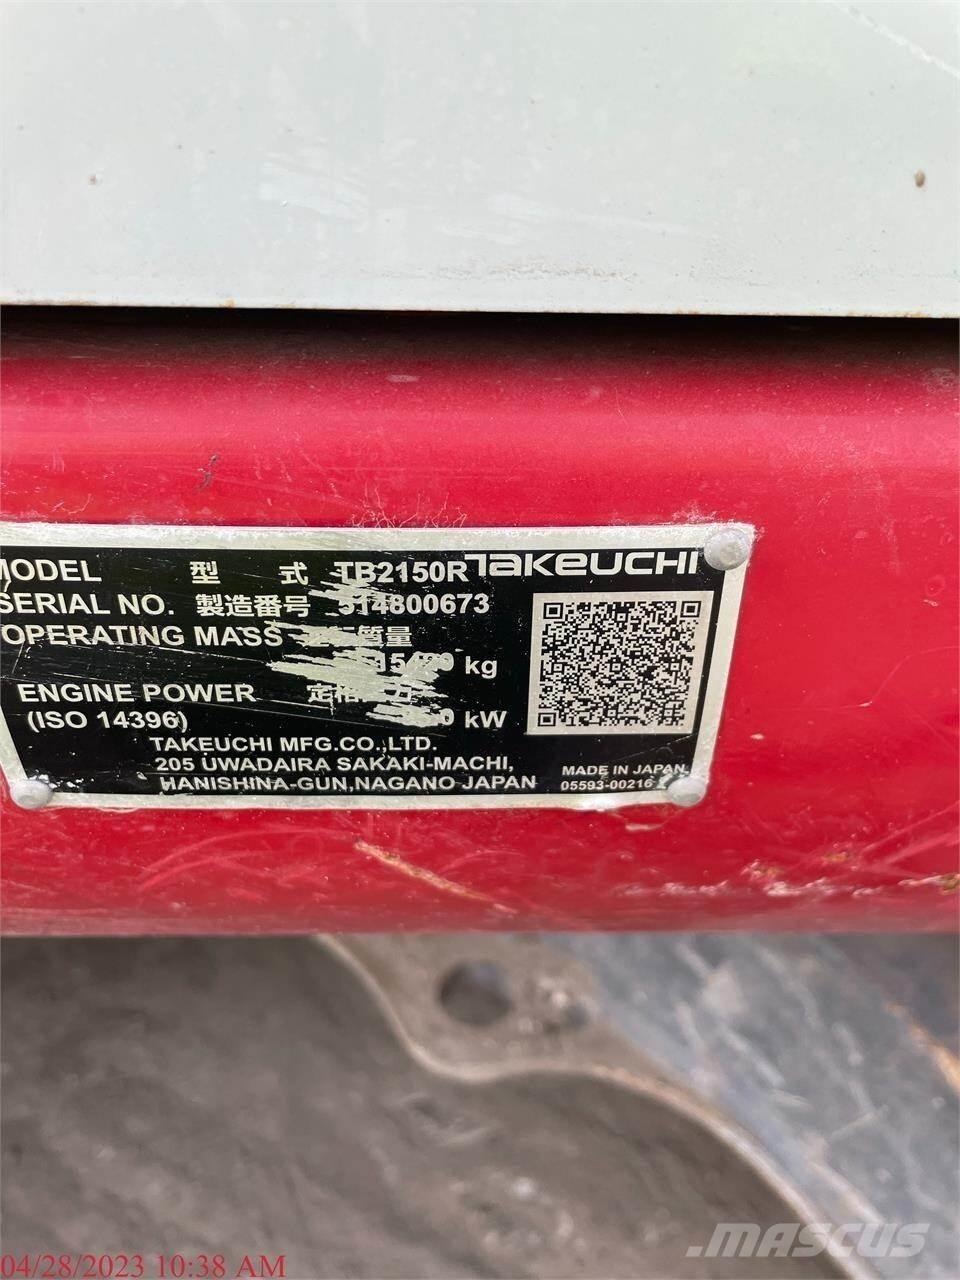 MODEL 型 式 TB2150R TAKEUCHI
SERIAL NO. 製造番号 514800673
OPERATING MASS 質量
kg
ENGINE POWER
(ISO 14396) kW
TAKEUCHI MFG.CO.,LTD.
205 UWADAIRA SAKAKI-MACHI,
HANISHINA-GUN,NAGANO JAPAN
MADE IN JAPAN
05593-00216
04/28/2023 10:38 AM
MASCUS